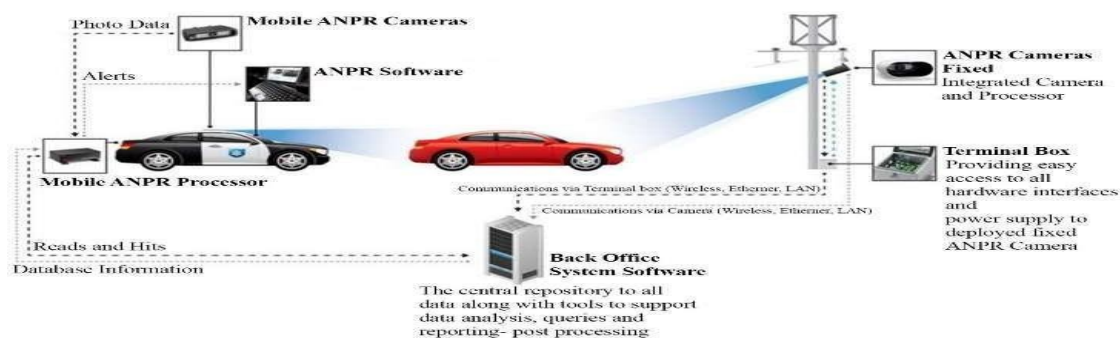 Photo Data
Mobile ANPR Cameras
Alerts
ANPR Software
Mobile ANPR Processor
ANPR Cameras
Fixed
Integrated Camera
and Processor
Terminal Box
Providing easy
access to all
hardware interfaces
and
power supply to
deployed fixed
ANPR Camera
Communications via Terminal box (Wireless, Etherner, LAN)
Communications via Camera (Wireless, Etherner, LAN)
Reads and Hits
Database Information
Back Office
System Software
The central repository to all
data along with tools to support
data analysis, queries and
reporting- post processing